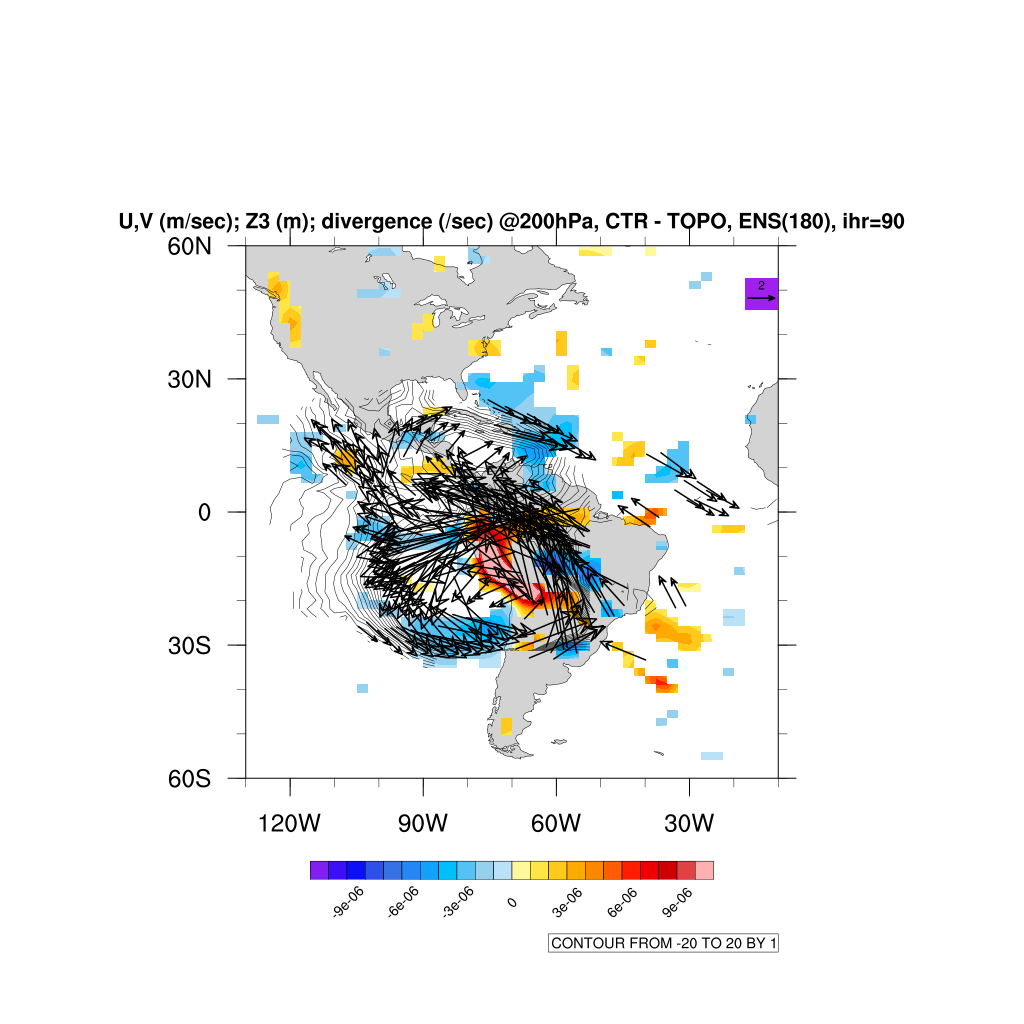 U,V (m/sec); Z3 (m); divergence (/sec) @200hPa, CTR - TOPO, ENS(180), ihr=90
60N
2
30N
0
30S
60S
120W 90W 60W 30W
-9e-06 -6e-06 -3e-06 0 3e-06 6e-06 9e-06
CONTOUR FROM -20 TO 20 BY 1